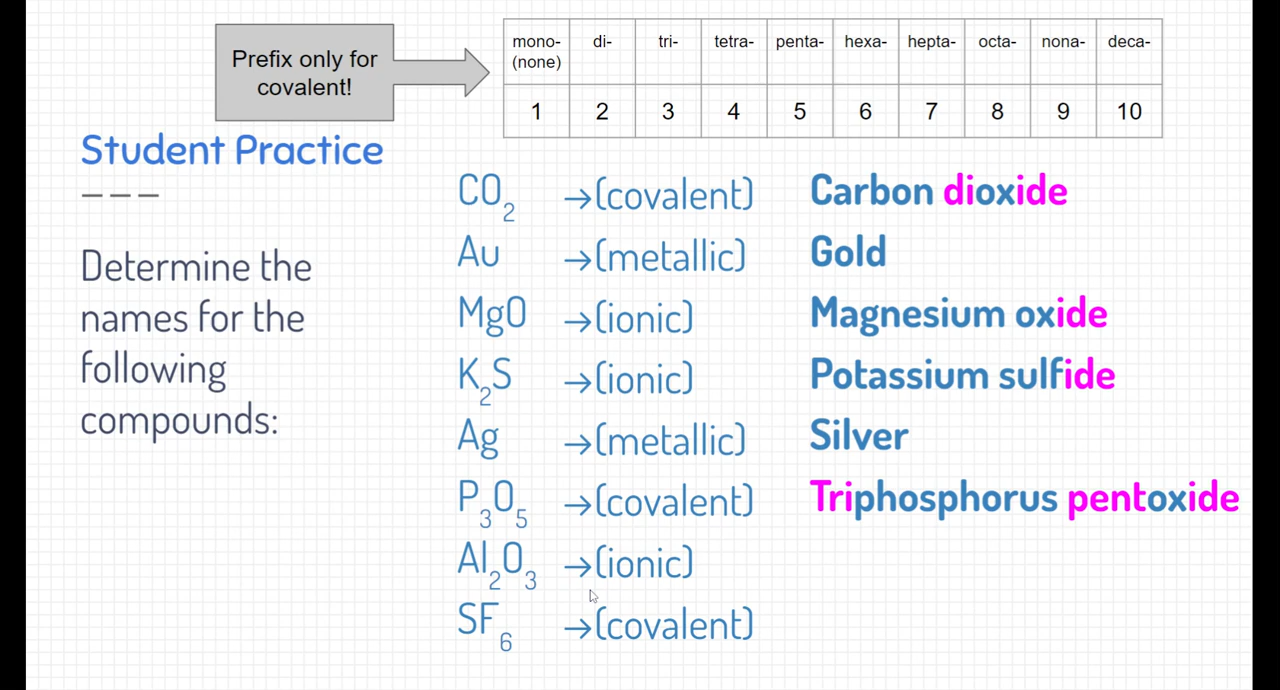 Prefix only for
covalent!
mono- di- tri- tetra- penta- hexa- hepta- octa- nona- deca-
(none)
1 2 3 4 5 6 7 8 9 10
Student Practice
Determine the
names for the
following
compounds:
CO₂ →(covalent) Carbon dioxide
Au →(metallic) Gold
MgO →(ionic) Magnesium oxide
K₂S →(ionic) Potassium sulfide
Ag →(metallic) Silver
P₃O₅ →(covalent) Triphosphorus pentoxide
Al₂O₃ →(ionic)
SF₆ →(covalent)